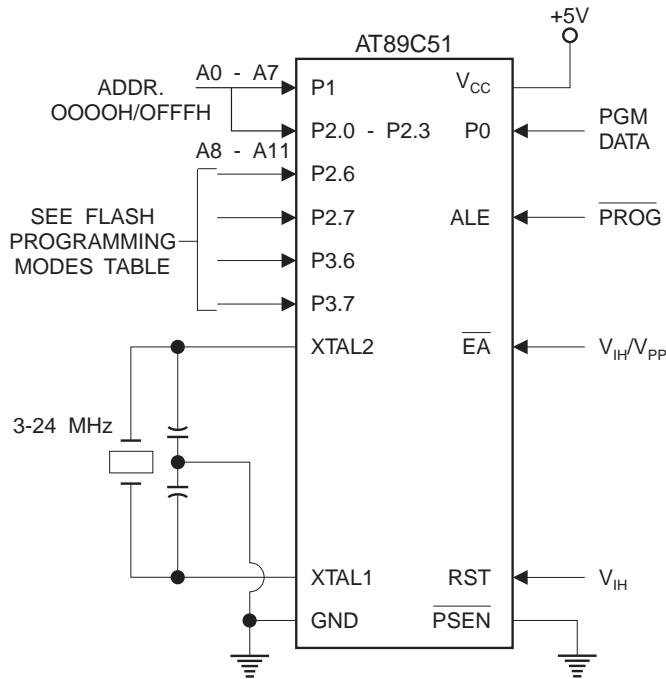 +5V
AT89C51
A0 - A7
ADDR.
OOOOH/OFFFH
P1
VCC
P2.0 - P2.3
P0
PGM
DATA
A8 - A11
P2.6
SEE FLASH
PROGRAMMING
MODES TABLE
P2.7
ALE
PROG
P3.6
P3.7
XTAL2
EA
VIH/VPP
3-24 MHz
XTAL1
RST
VIH
GND
PSEN